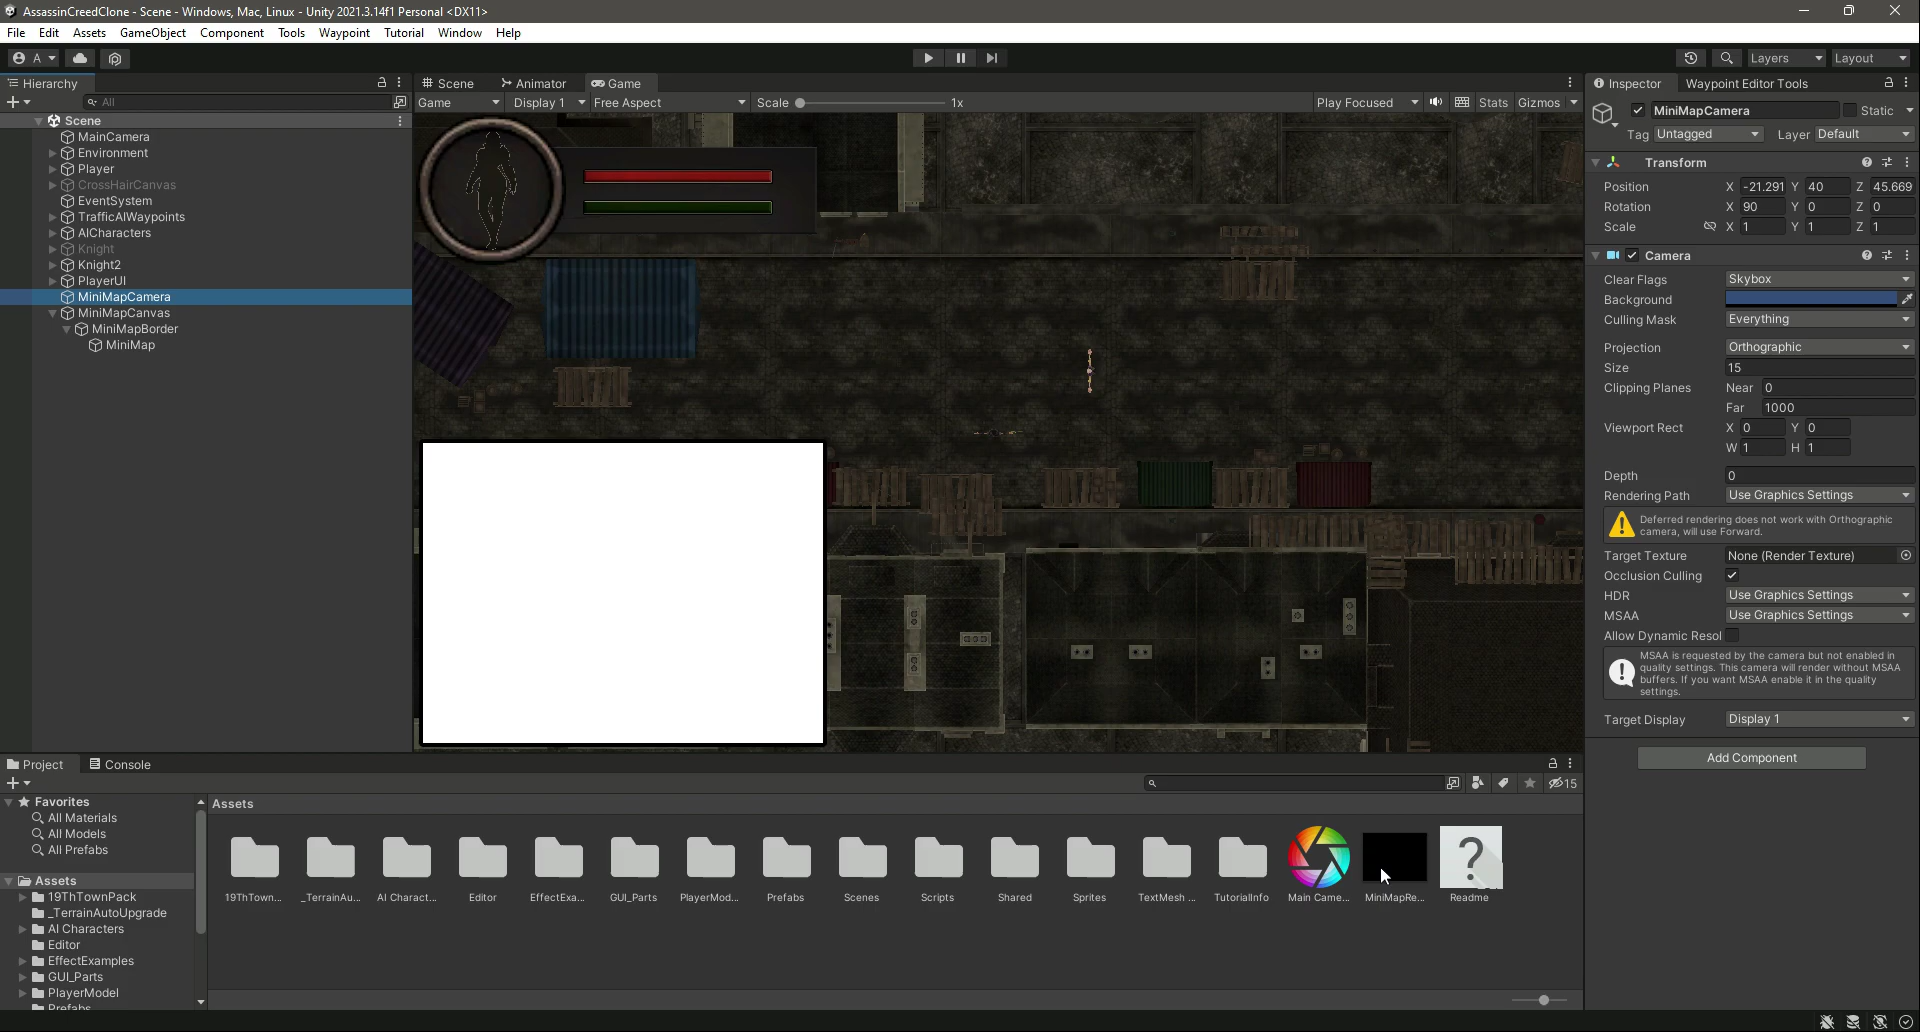 AssassinCreedClone - Scene - Windows, Mac, Linux - Unity 2021.3.14f1 Personal <DX11>
File Edit Assets GameObject Component Tools Waypoint Tutorial Window Help
A Layers Layout
Hierarchy
All
Scene
MainCamera
Environment
Player
CrossHairCanvas
EventSystem
TrafficAIWaypoints
AICharacters
Knight
Knight2
PlayerUI
MiniMapCamera
MiniMapCanvas
MiniMapBorder
MiniMap
Scene Animator Game
Game Display 1 Free Aspect Scale 1x Play Focused Stats Gizmos
Inspector Waypoint Editor Tools
MiniMapCamera Static
Tag Untagged Layer Default
Transform
Position X -21.291 Y 40 Z 45.669
Rotation X 90 Y 0 Z 0
Scale X 1 Y 1 Z 1
Camera
Clear Flags Skybox
Background
Culling Mask Everything
Projection Orthographic
Size 15
Clipping Planes Near 0
Far 1000
Viewport Rect X 0 Y 0
W 1 H 1
Depth 0
Rendering Path Use Graphics Settings
Deferred rendering does not work with Orthographic
camera, will use Forward.
Target Texture None (Render Texture)
Occlusion Culling
HDR Use Graphics Settings
MSAA Use Graphics Settings
Allow Dynamic Resol
MSAA is requested by the camera but not enabled in
quality settings. This camera will render without MSAA
buffers. If you want MSAA enable it in the quality
settings.
Target Display Display 1
Add Component
Project Console
15
Favorites
All Materials
All Models
All Prefabs
Assets
19ThTownPack
_TerrainAutoUpgrade
AI Characters
Editor
EffectExamples
GUI_Parts
PlayerModel
Prefabs
Assets
19ThTown... _TerrainAu... AI Charact... Editor EffectExa... GUI_Parts PlayerMod... Prefabs Scenes Scripts Shared Sprites TextMesh ... TutorialInfo Main Came... MiniMapRe... Readme